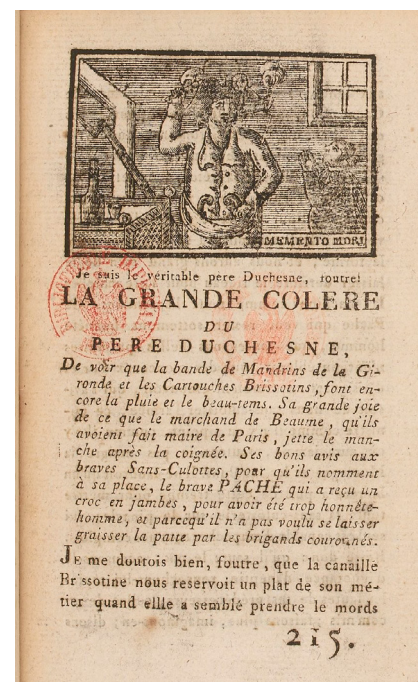 MEMENTO MORI
Je suis le véritable pere Duchesne, foutre!
LA GRANDE COLERE
DU
PERE DUCHESNE,
De voir que la bande de Mandrins de la Gi-
ronde et les Cartouches Brissotins, font en-
core la pluie et le beau-tems. Sa grande joie
de ce que le marchand de Beaume, qu'ils
avoient fait maire de Paris, jette le man-
che après la coignée. Ses bons avis aux
braves Sans-Culottes, pour qu'ils nomment
à sa place, le brave PACHE qui a reçu un
croc en jambes, pour avoir été trop honnête-
homme, et parcequ'il n'a pas voulu se laisser
graisser la patte par les brigands couronnés.
JE me doutois bien, foutre, que la canaille
Brissotine nous reservoit un plat de son mé-
tier quand ellle a semblé prendre le mords
215.